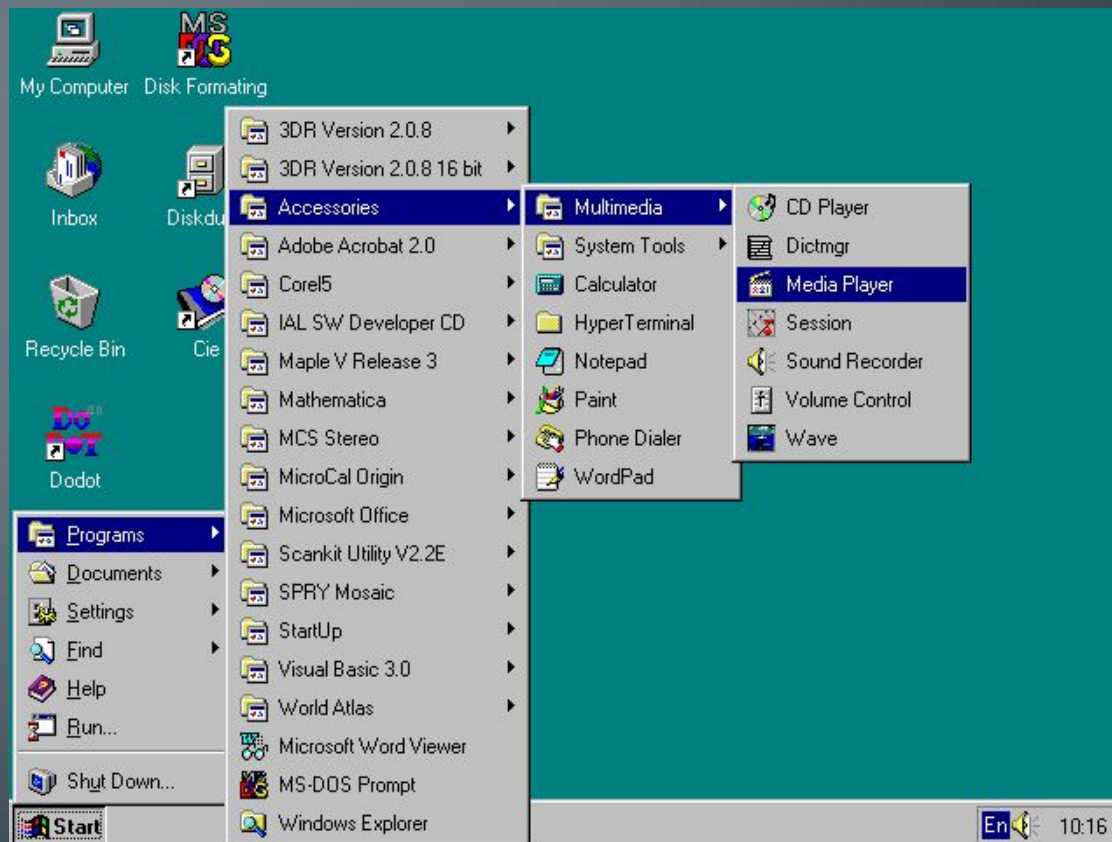 My Computer
MS
DOS
Disk Formating
Inbox
Diskdu
Recycle Bin
Cie
Dodot
Programs
Documents
Settings
Find
Help
Run...
Shut Down...
3DR Version 2.0.8
3DR Version 2.0.8 16 bit
Accessories
Adobe Acrobat 2.0
Corel5
IAL SW Developer CD
Maple V Release 3
Mathematica
MCS Stereo
MicroCal Origin
Microsoft Office
Scankit Utility V2.2E
SPRY Mosaic
StartUp
Visual Basic 3.0
World Atlas
Microsoft Word Viewer
MS-DOS Prompt
Windows Explorer
Multimedia
System Tools
Calculator
HyperTerminal
Notepad
Paint
Phone Dialer
WordPad
CD Player
Dictmgr
Media Player
Session
Sound Recorder
Volume Control
Wave
Start
En
10:16